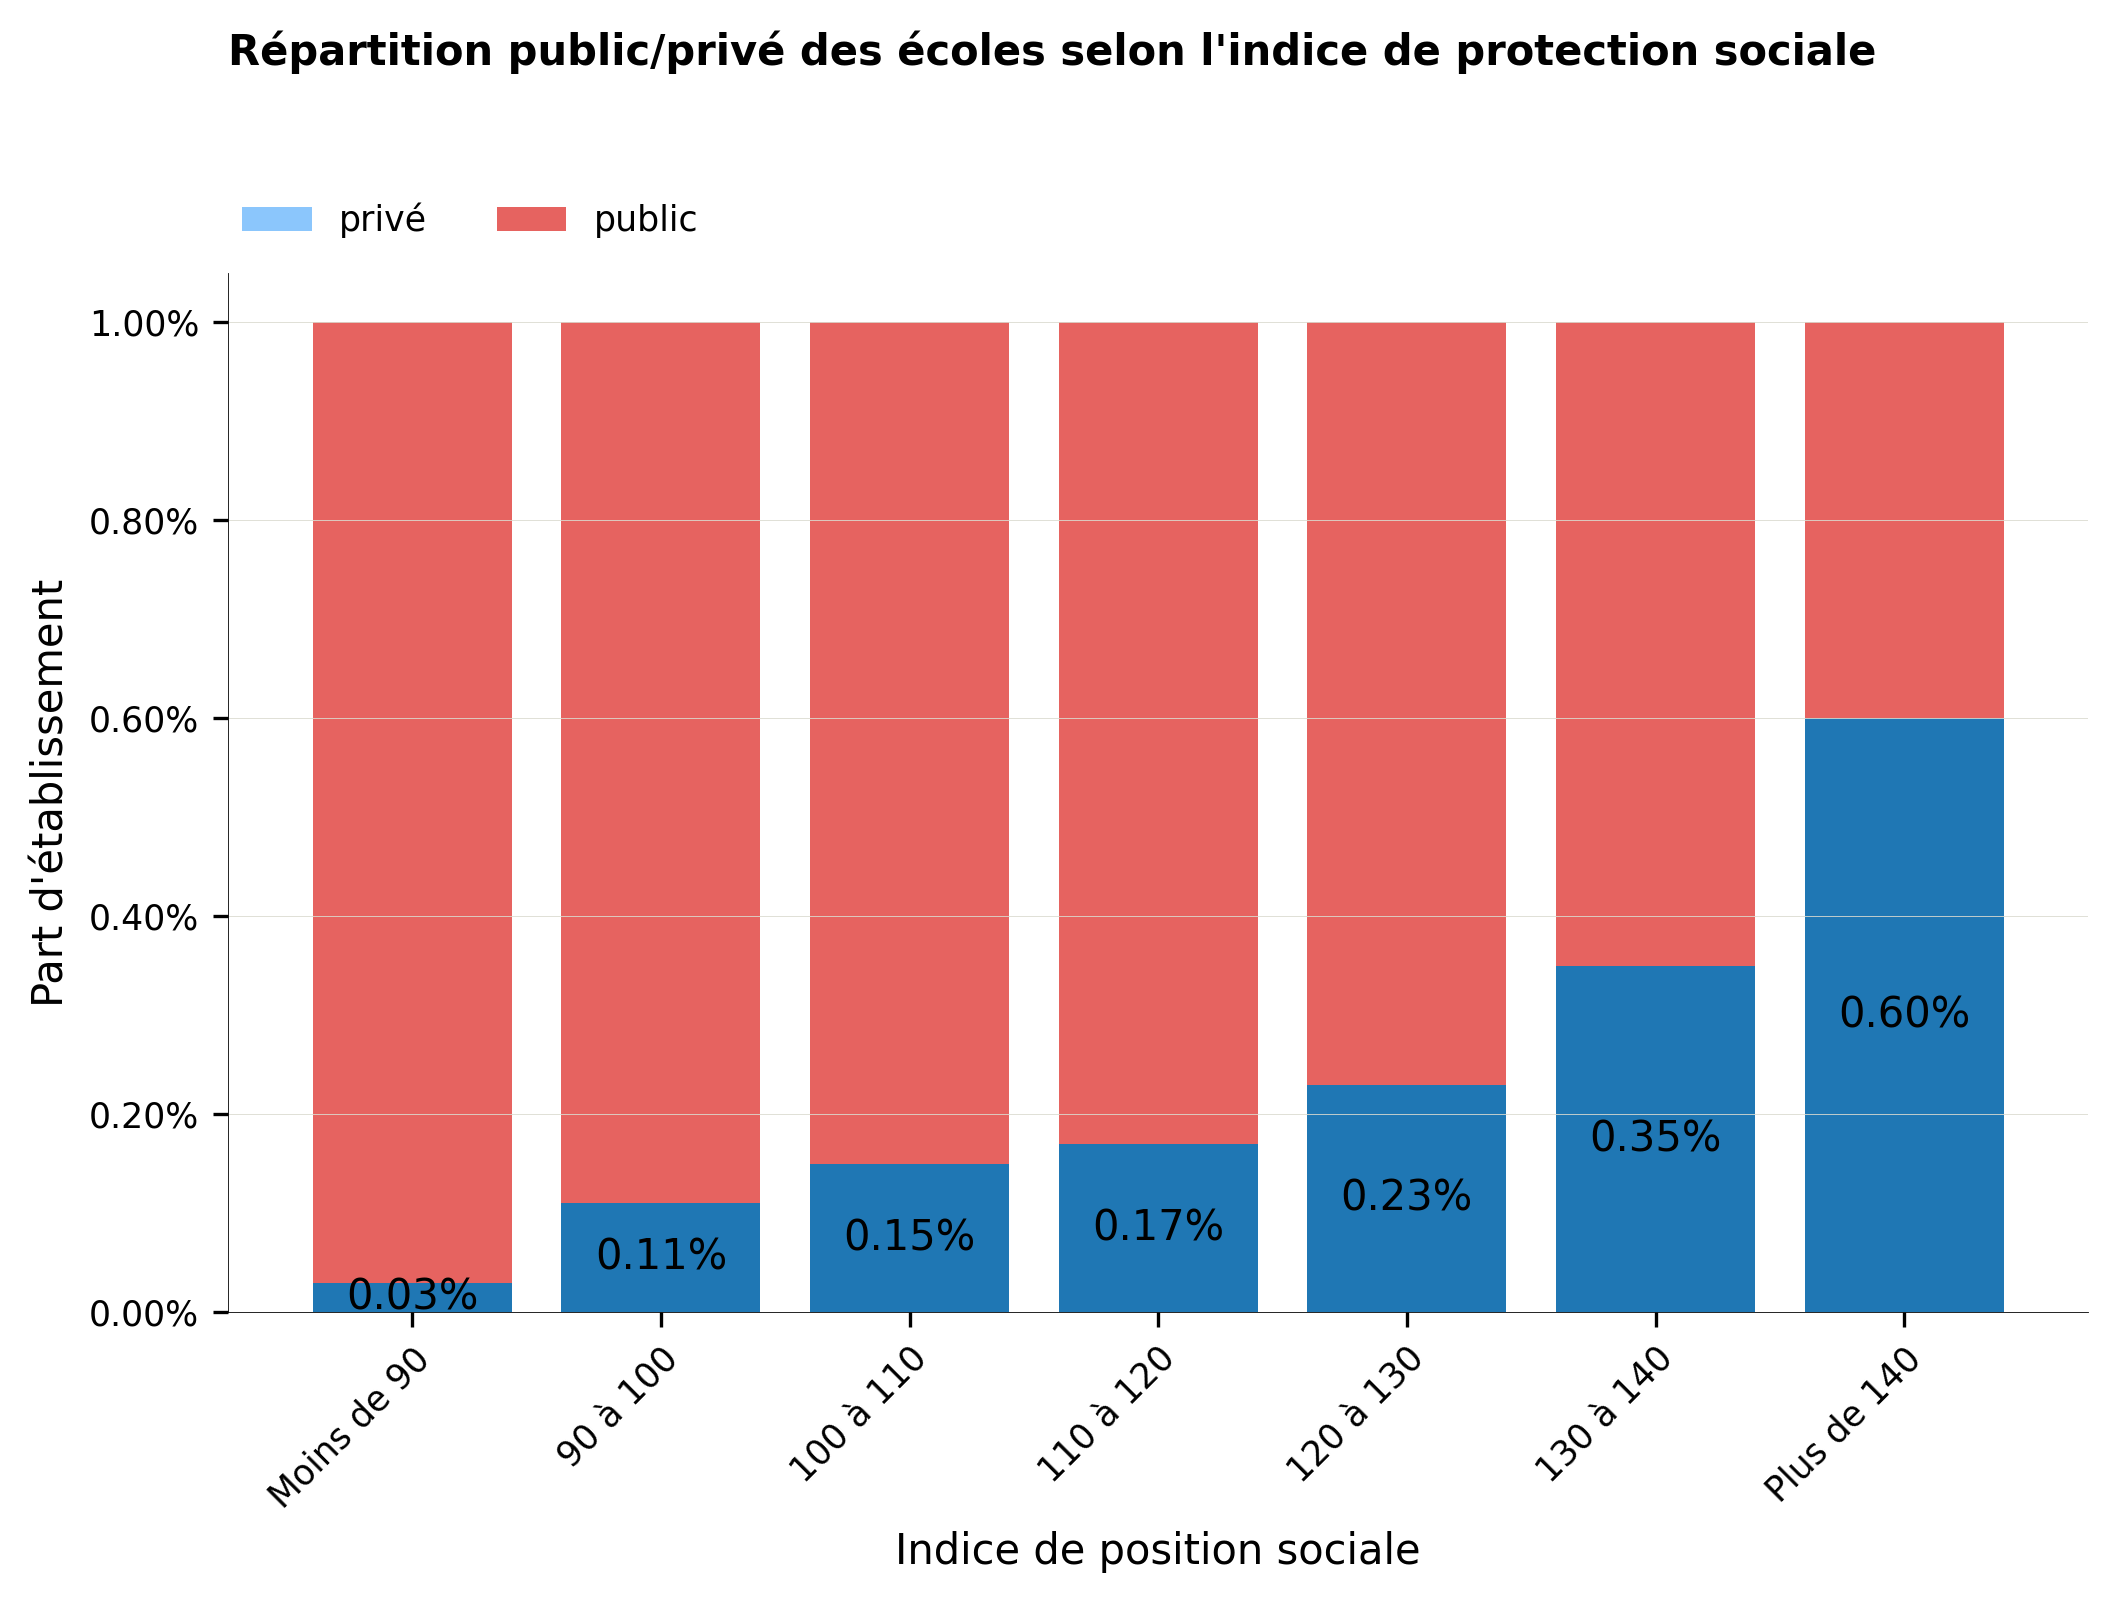 Répartition public/privé des écoles selon l'indice de protection sociale
privé
public
Part d'établissement
1.00%
0.80%
0.60%
0.40%
0.20%
0.00%
0.03%
0.11%
0.15%
0.17%
0.23%
0.35%
0.60%
Moins de 90
90 à 100
100 à 110
110 à 120
120 à 130
130 à 140
Plus de 140
Indice de position sociale